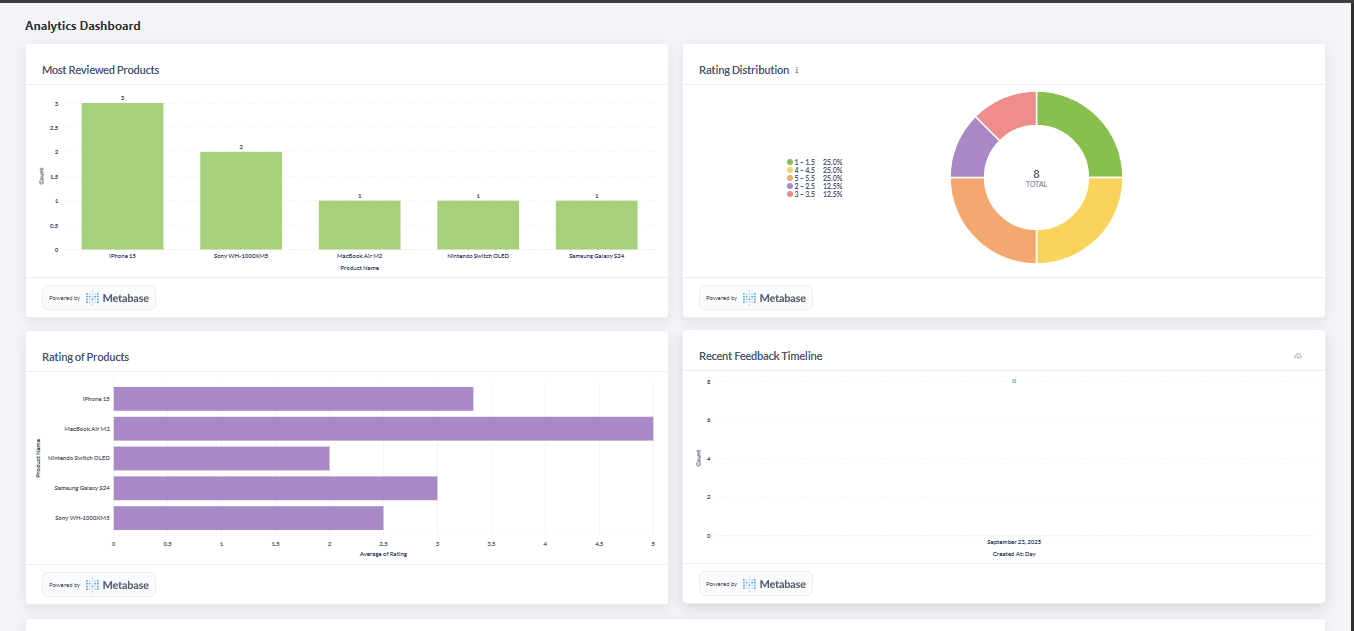 Analytics Dashboard
Most Reviewed Products
3
3
2.5
2
2
1.5
1
1
1
1
0.5
0
Count
iPhone 15
Sony WH-1000XM5
MacBook Air M2
Nintendo Switch OLED
Samsung Galaxy S24
Product Name
Powered by Metabase
Rating Distribution
1 – 1.5 25.0%
4 – 4.5 25.0%
5 – 5.5 25.0%
2 – 2.5 12.5%
3 – 3.5 12.5%
8
TOTAL
Powered by Metabase
Rating of Products
Product Name
iPhone 15
MacBook Air M2
Nintendo Switch OLED
Samsung Galaxy S24
Sony WH-1000XM5
0 0.5 1 1.5 2 2.5 3 3.5 4 4.5 5
Average of Rating
Powered by Metabase
Recent Feedback Timeline
8
6
4
2
0
Count
September 23, 2025
Created At: Day
Powered by Metabase